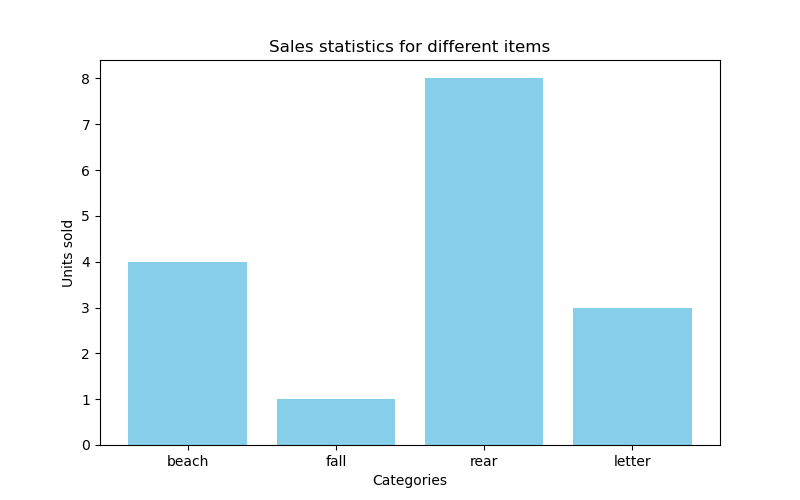 Sales statistics for different items
Units sold
8
7
6
5
4
3
2
1
0
beach fall rear letter
Categories